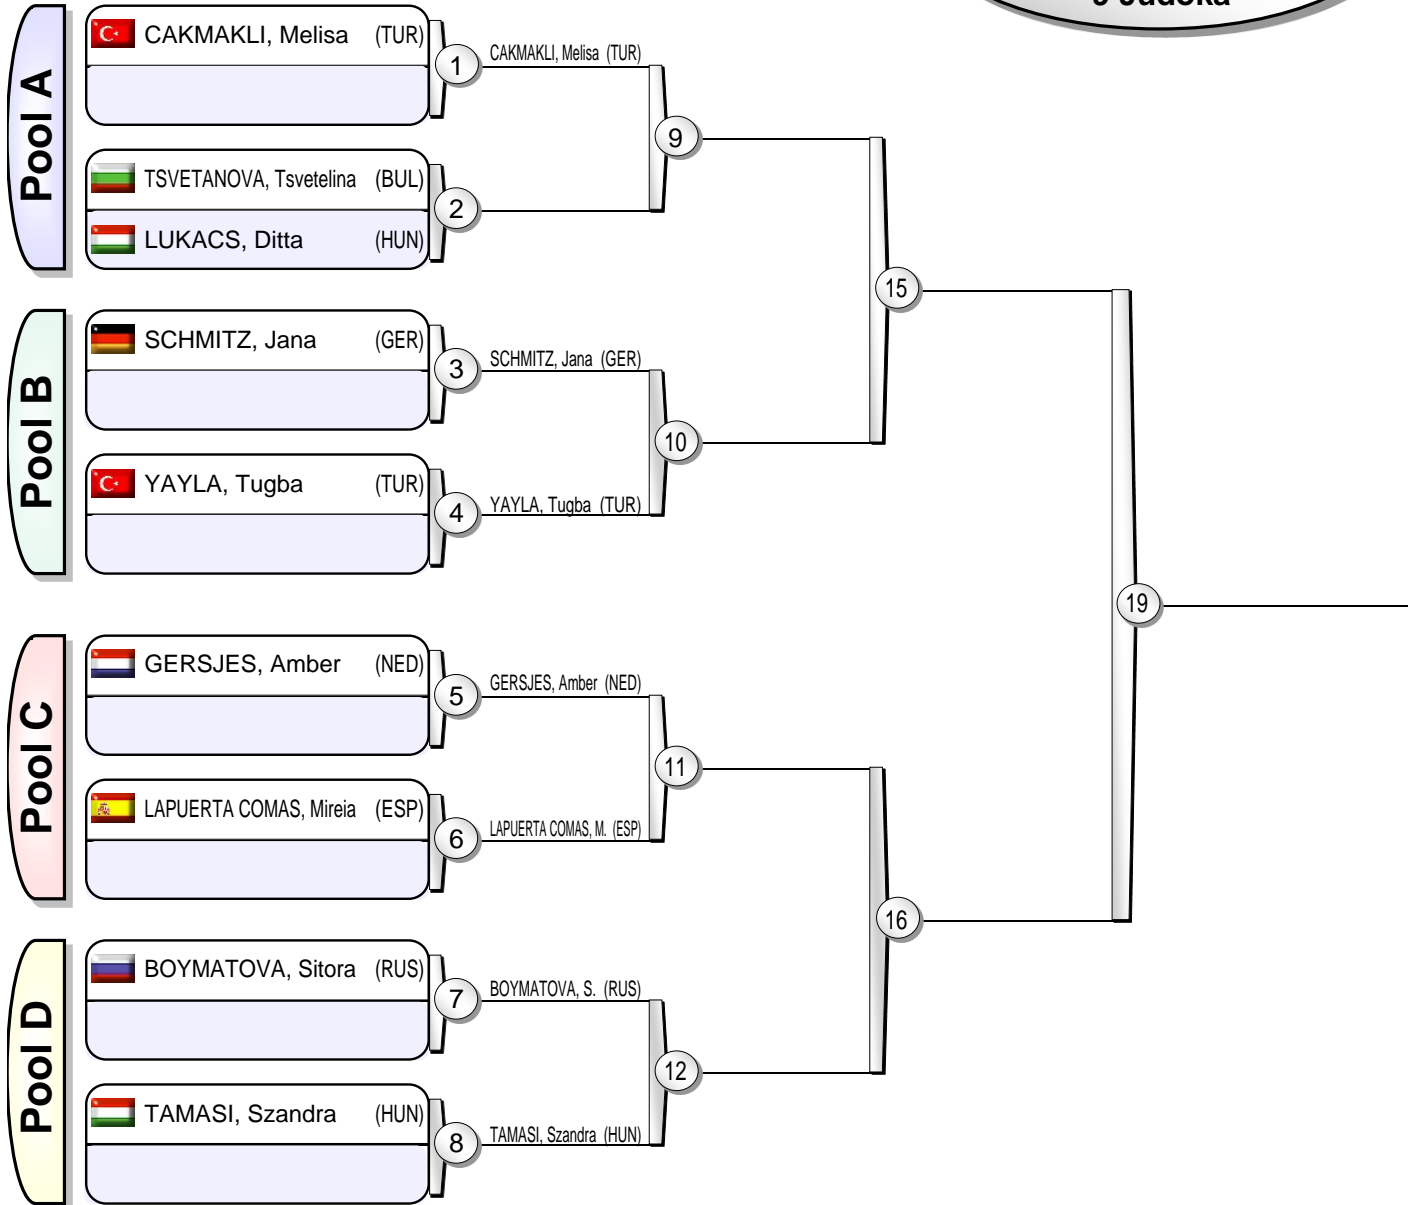 9 Judoka
Pool A
CAKMAKLI, Melisa (TUR)
1
CAKMAKLI, Melisa (TUR)
TSVETANOVA, Tsvetelina (BUL)
LUKACS, Ditta (HUN)
2
9
Pool B
SCHMITZ, Jana (GER)
3
SCHMITZ, Jana (GER)
YAYLA, Tugba (TUR)
4
YAYLA, Tugba (TUR)
10
15
Pool C
GERSJES, Amber (NED)
5
GERSJES, Amber (NED)
LAPUERTA COMAS, Mireia (ESP)
6
LAPUERTA COMAS, M. (ESP)
11
Pool D
BOYMATOVA, Sitora (RUS)
7
BOYMATOVA, S. (RUS)
TAMASI, Szandra (HUN)
8
TAMASI, Szandra (HUN)
12
16
19